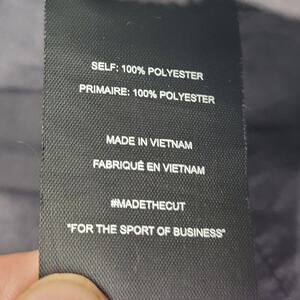 SELF: 100% POLYESTER
PRIMAIRE: 100% POLYESTER
MADE IN VIETNAM
FABRIQUÉ EN VIETNAM
#MADETHECUT
"FOR THE SPORT OF BUSINESS"